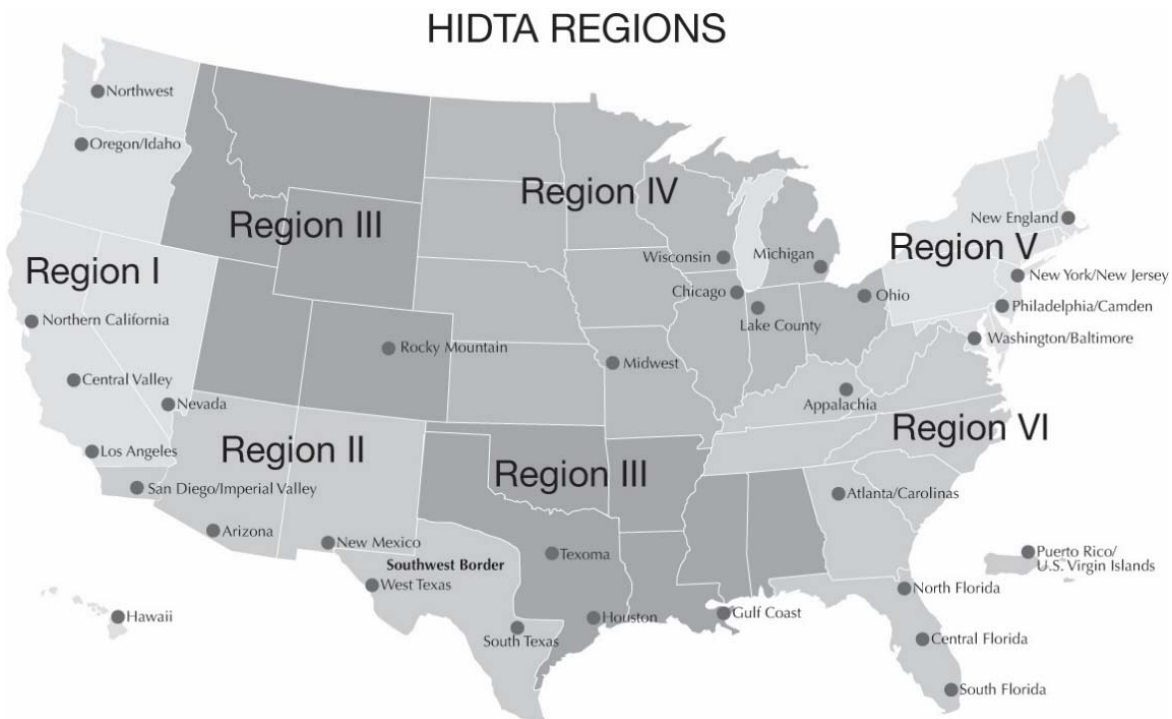 HIDTA REGIONS
Northwest
Oregon/Idaho
Region IV
Region III
New England
Region V
Wisconsin
Michigan
Region I
New York/New Jersey
Chicago
Ohio
Philadelphia/Camden
Lake County
Northern California
Washington/Baltimore
Rocky Mountain
Midwest
Central Valley
Appalachia
Nevada
Region VI
Los Angeles
Region II
Region III
San Diego/Imperial Valley
Atlanta/Carolinas
Arizona
New Mexico
Texoma
Puerto Rico/
U.S. Virgin Islands
Southwest Border
West Texas
North Florida
Hawaii
Houston
Gulf Coast
South Texas
Central Florida
South Florida